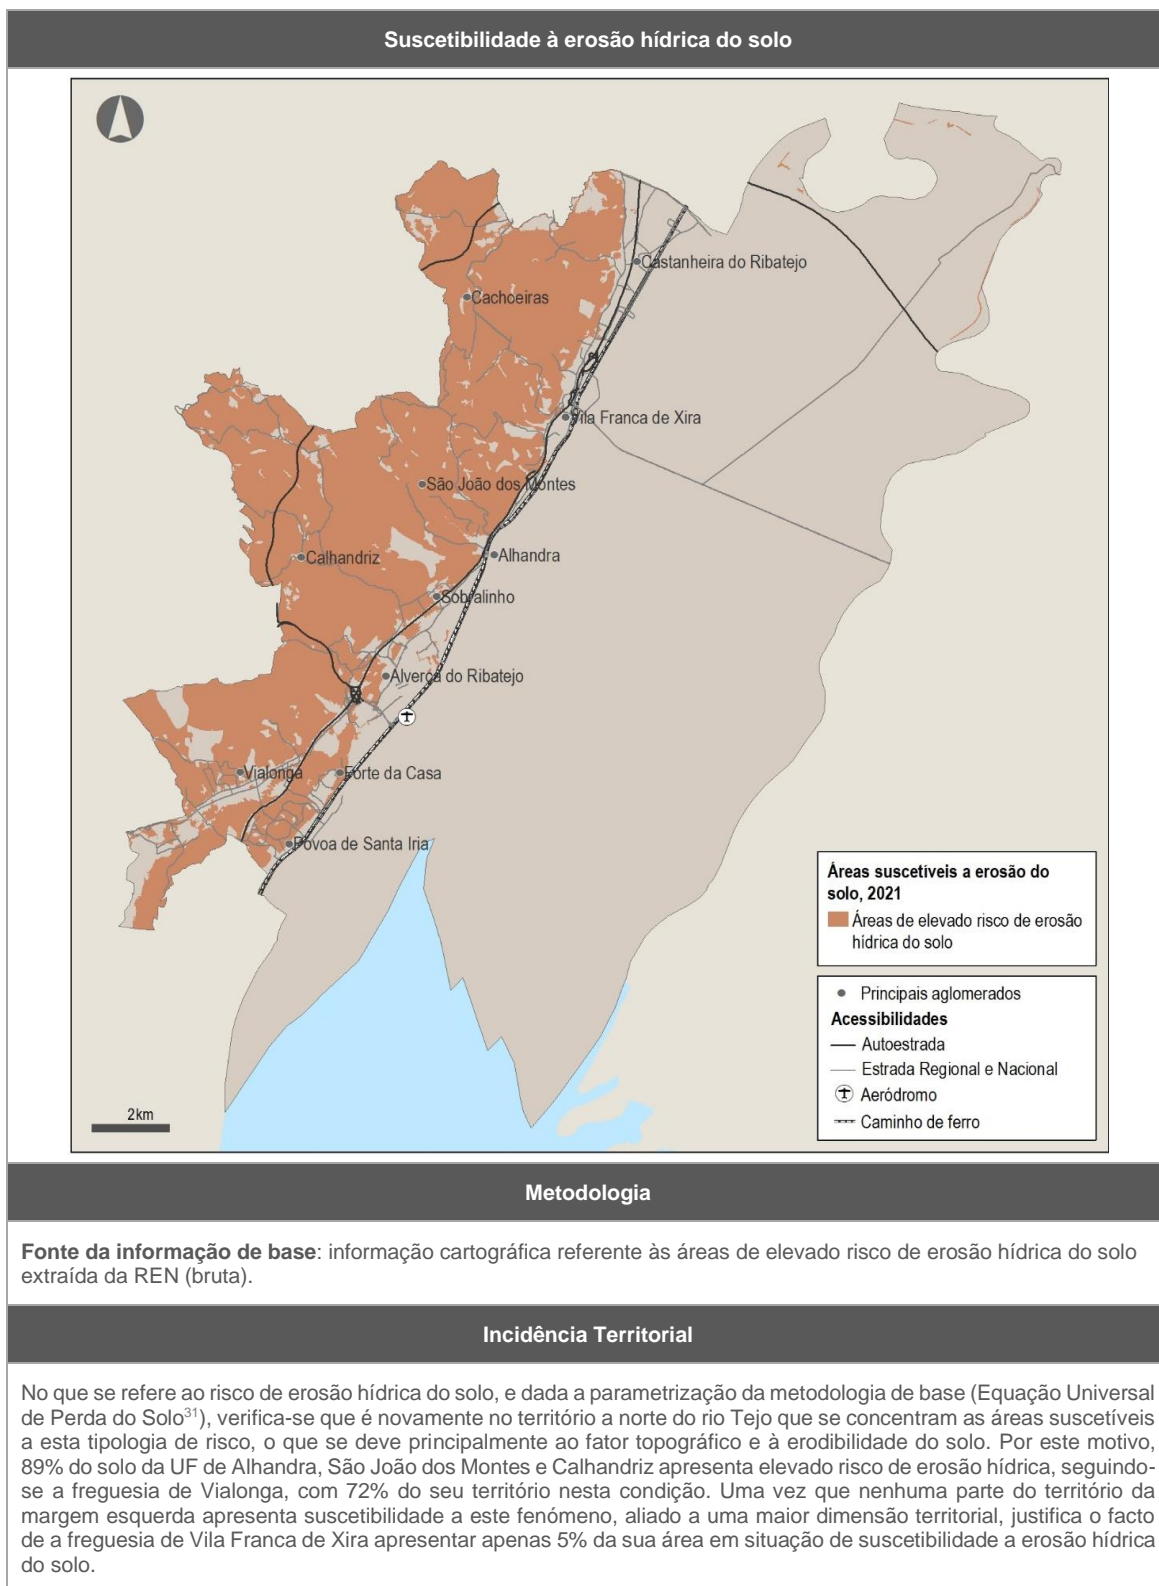 Suscetibilidade à erosão hídrica do solo
Castanheira do Ribatejo
Cachoeiras
Vila Franca de Xira
São João dos Montes
Calhandriz
Alhandra
Sobralinho
Alverca do Ribatejo
Vialonga
Forte da Casa
Póvoa de Santa Iria
Áreas suscetíveis a erosão do
solo, 2021
Áreas de elevado risco de erosão
hídrica do solo
Principais aglomerados
Acessibilidades
Autoestrada
Estrada Regional e Nacional
Aeródromo
Caminho de ferro
2km
Metodologia
Fonte da informação de base: informação cartográfica referente às áreas de elevado risco de erosão hídrica do solo
extraída da REN (bruta).
Incidência Territorial
No que se refere ao risco de erosão hídrica do solo, e dada a parametrização da metodologia de base (Equação Universal
de Perda do Solo31), verifica-se que é novamente no território a norte do rio Tejo que se concentram as áreas suscetíveis
a esta tipologia de risco, o que se deve principalmente ao fator topográfico e à erodibilidade do solo. Por este motivo,
89% do solo da UF de Alhandra, São João dos Montes e Calhandriz apresenta elevado risco de erosão hídrica, seguindo-
se a freguesia de Vialonga, com 72% do seu território nesta condição. Uma vez que nenhuma parte do território da
margem esquerda apresenta suscetibilidade a este fenómeno, aliado a uma maior dimensão territorial, justifica o facto
de a freguesia de Vila Franca de Xira apresentar apenas 5% da sua área em situação de suscetibilidade a erosão hídrica
do solo.